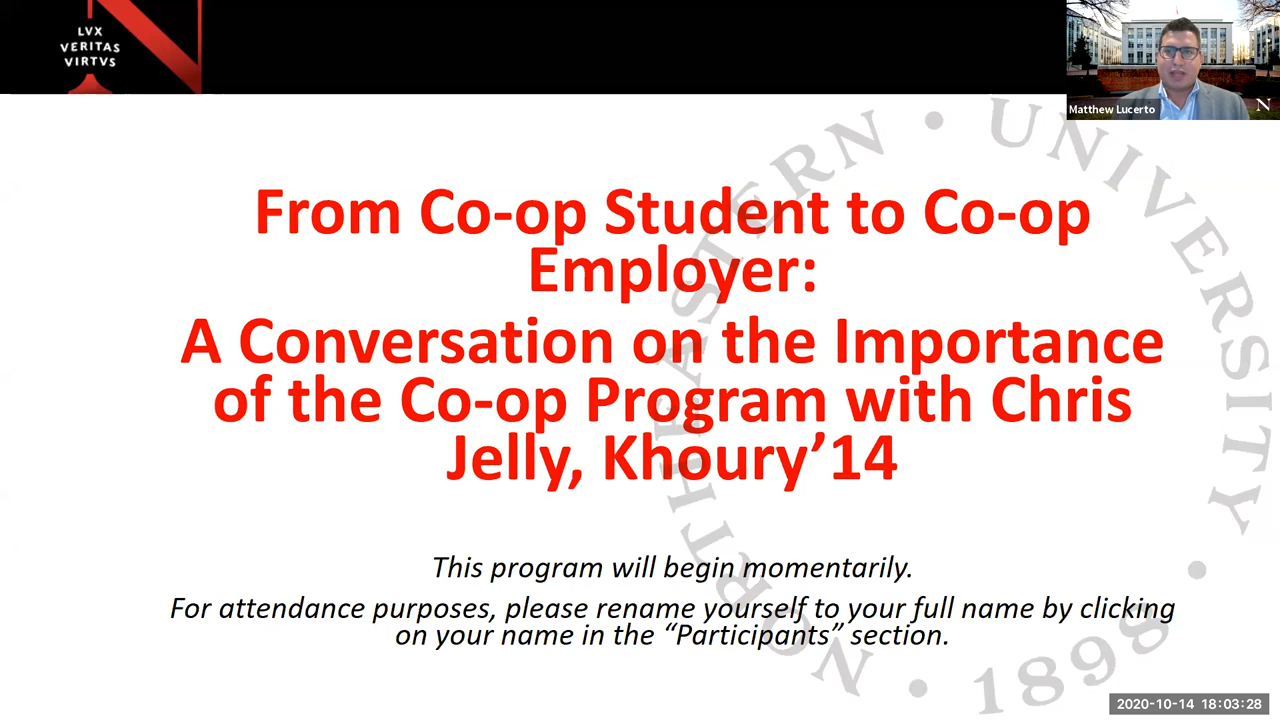 LVX
VERITAS
VIRTVS
Matthew Lucerto
N
From Co-op Student to Co-op
Employer:
A Conversation on the Importance
of the Co-op Program with Chris
Jelly, Khoury’14
This program will begin momentarily.
For attendance purposes, please rename yourself to your full name by clicking
on your name in the “Participants” section.
NORTHEASTERN • UNIVERSITY • 1898 •
2020-10-14 18:03:28